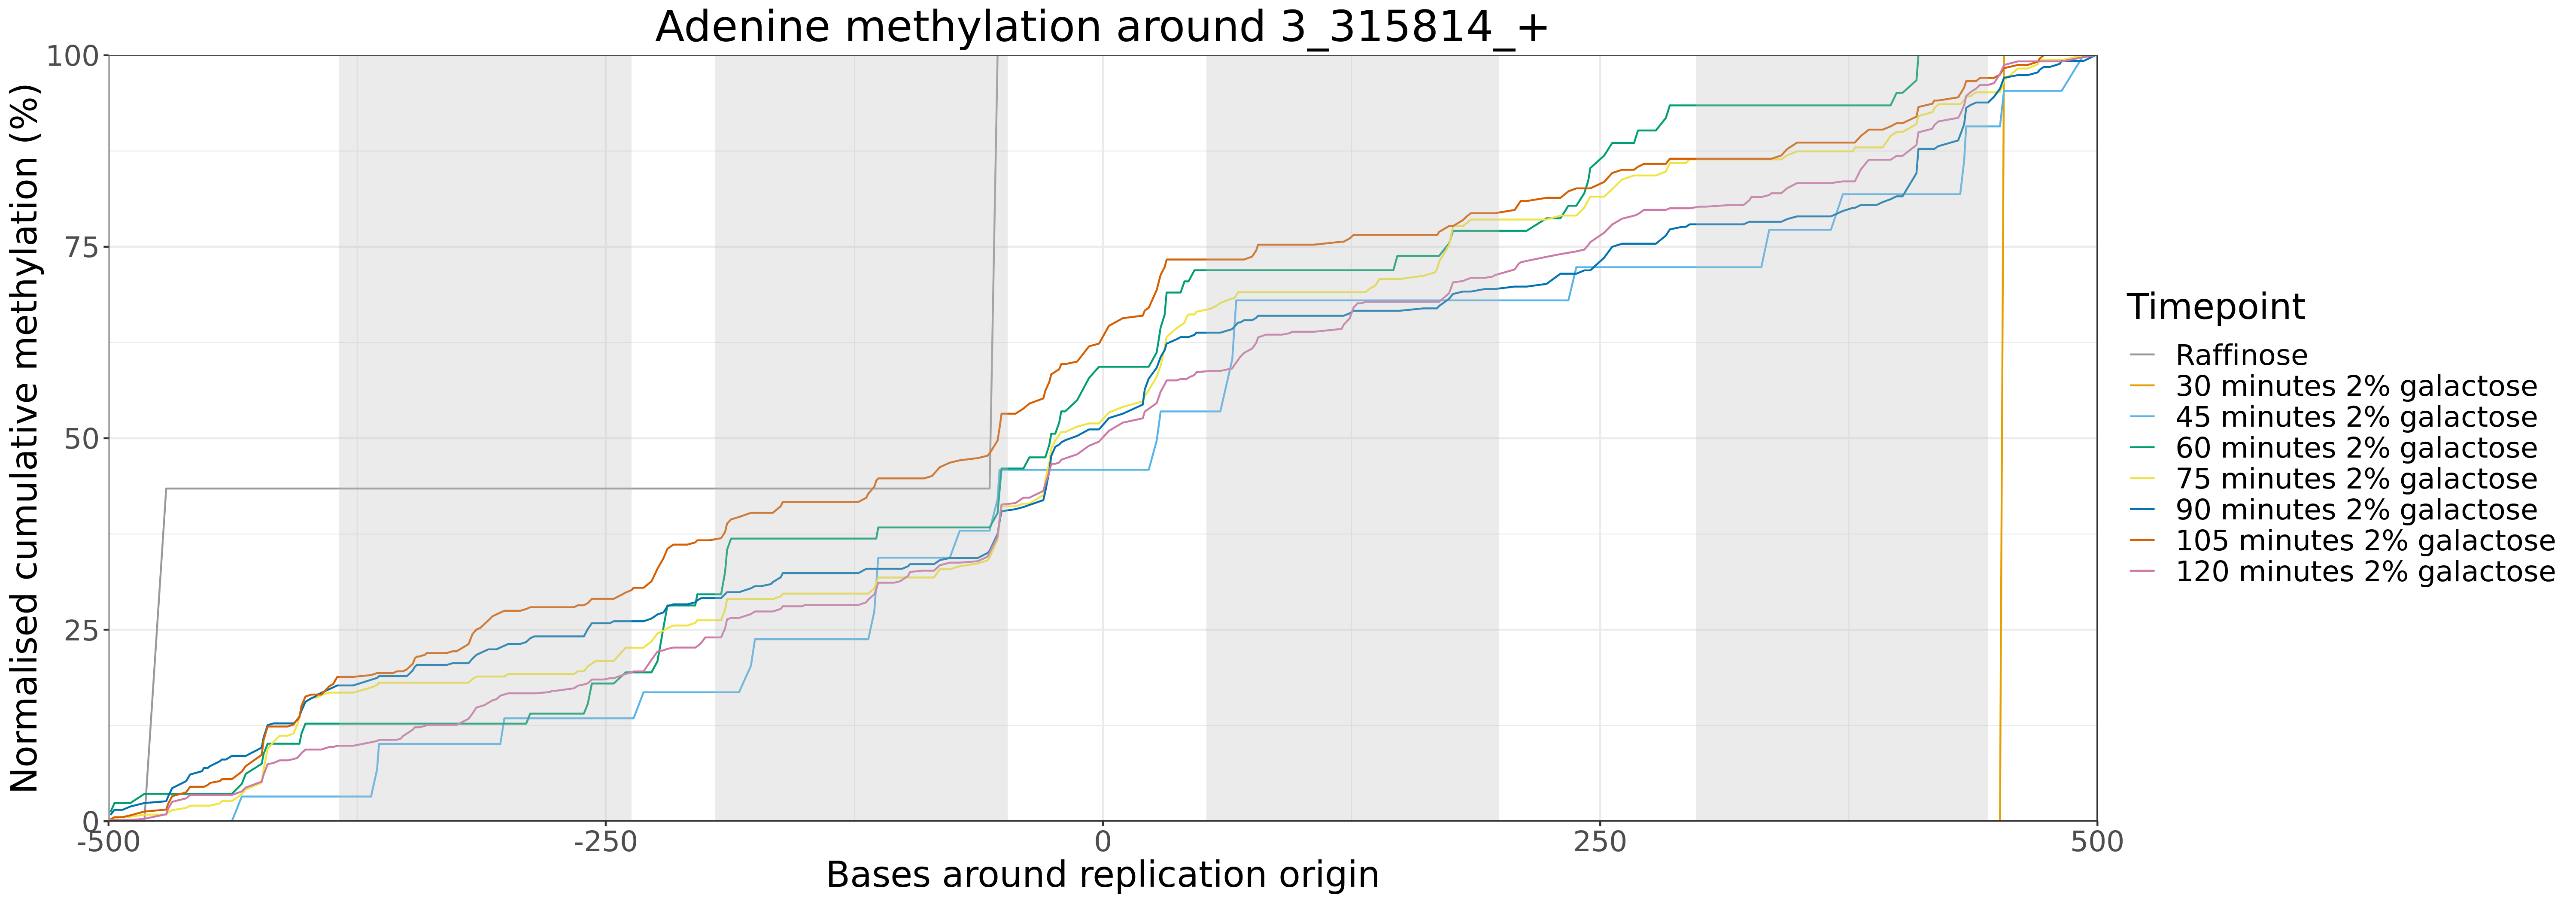 Adenine methylation around 3_315814_+
Normalised cumulative methylation (%)
100
75
50
25
0
-500
-250
0
250
500
Bases around replication origin
Timepoint
Raffinose
30 minutes 2% galactose
45 minutes 2% galactose
60 minutes 2% galactose
75 minutes 2% galactose
90 minutes 2% galactose
105 minutes 2% galactose
120 minutes 2% galactose